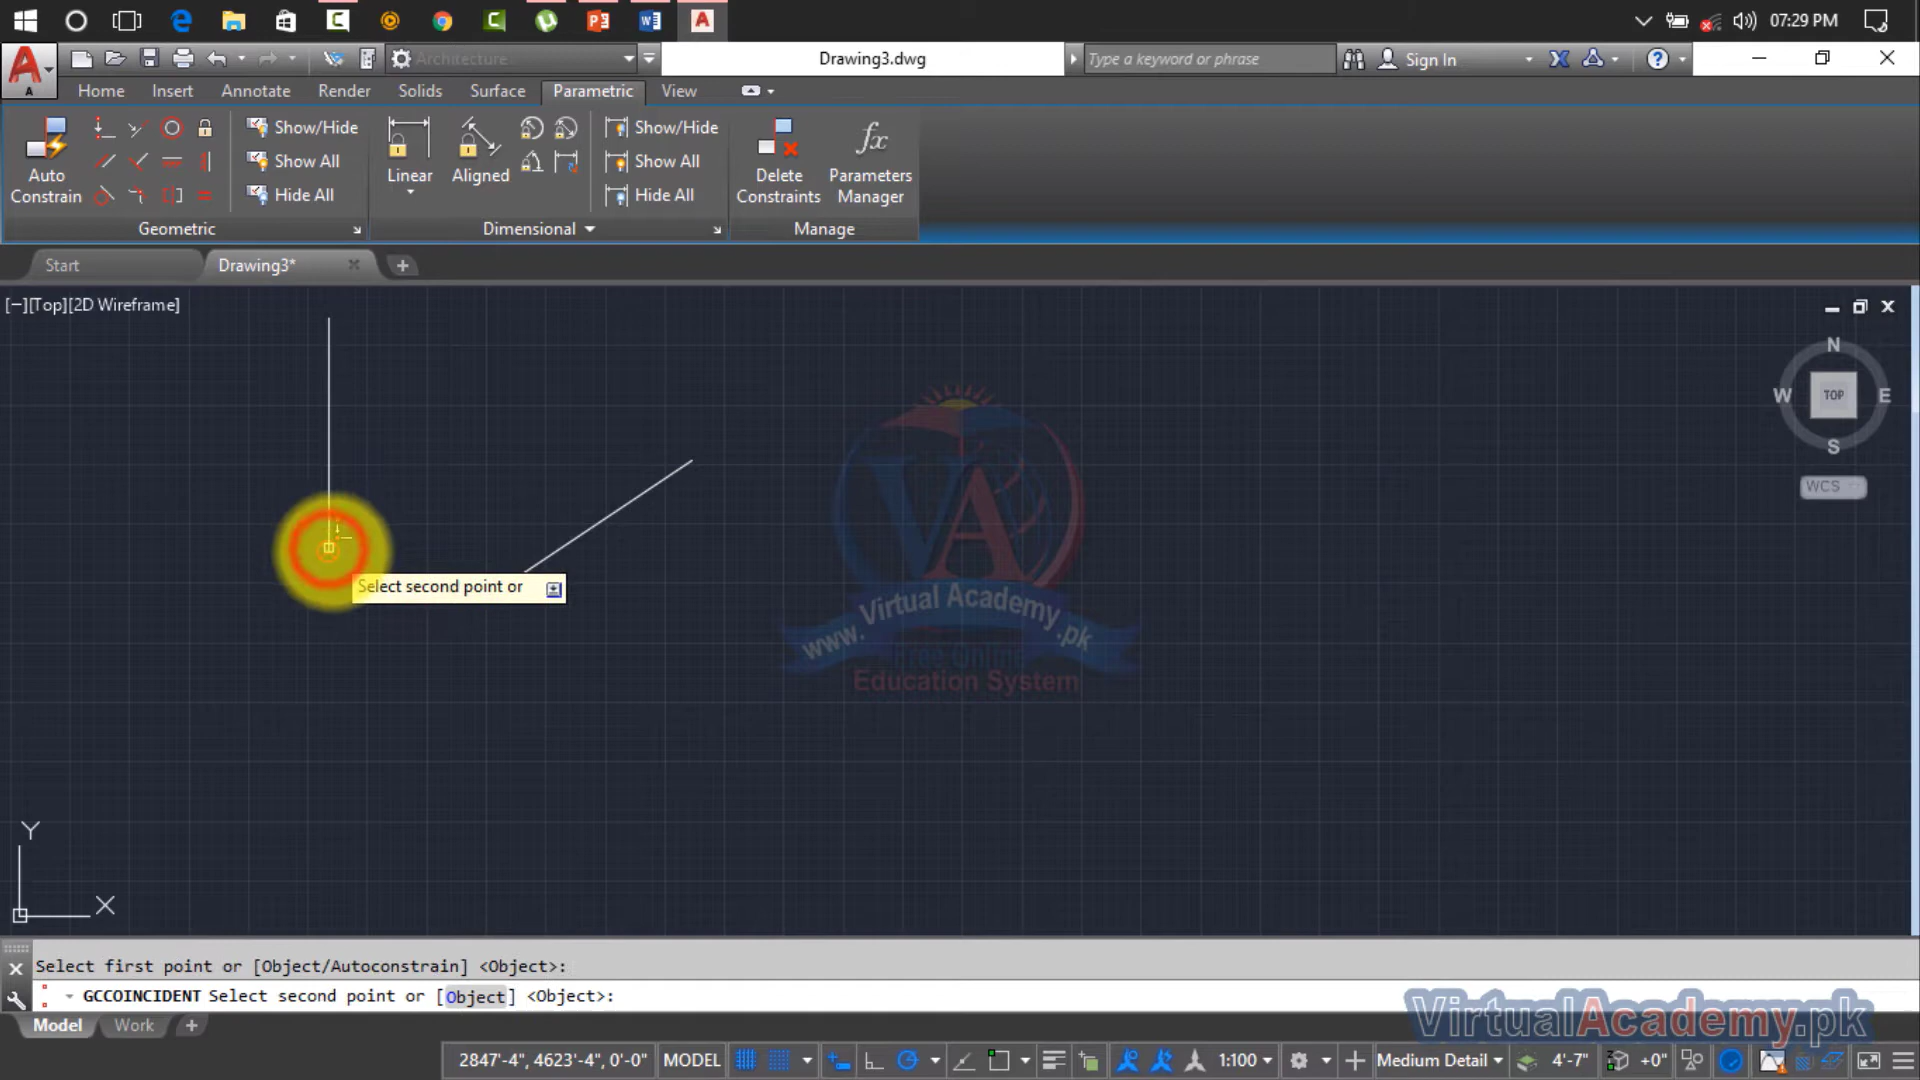 07:29 PM
Architecture
Drawing3.dwg
Type a keyword or phrase
Sign In
Home Insert Annotate Render Solids Surface Parametric View
Auto Constrain
Show/Hide
Show All
Hide All
Geometric
Linear
Aligned
Show/Hide
Show All
Hide All
Dimensional
Delete Constraints
Parameters Manager
Manage
Start
Drawing3*
[−][Top][2D Wireframe]
N
W TOP E
S
WCS
Select second point or
VA
www.Virtual Academy.pk
Free Online
Education System
Y
X
Select first point or [Object/Autoconstrain] <Object>:
GCCOINCIDENT Select second point or [Object] <Object>:
VirtualAcademy.pk
Model Work
2847'-4", 4623'-4", 0'-0" MODEL 1:100 Medium Detail 4'-7" +0"